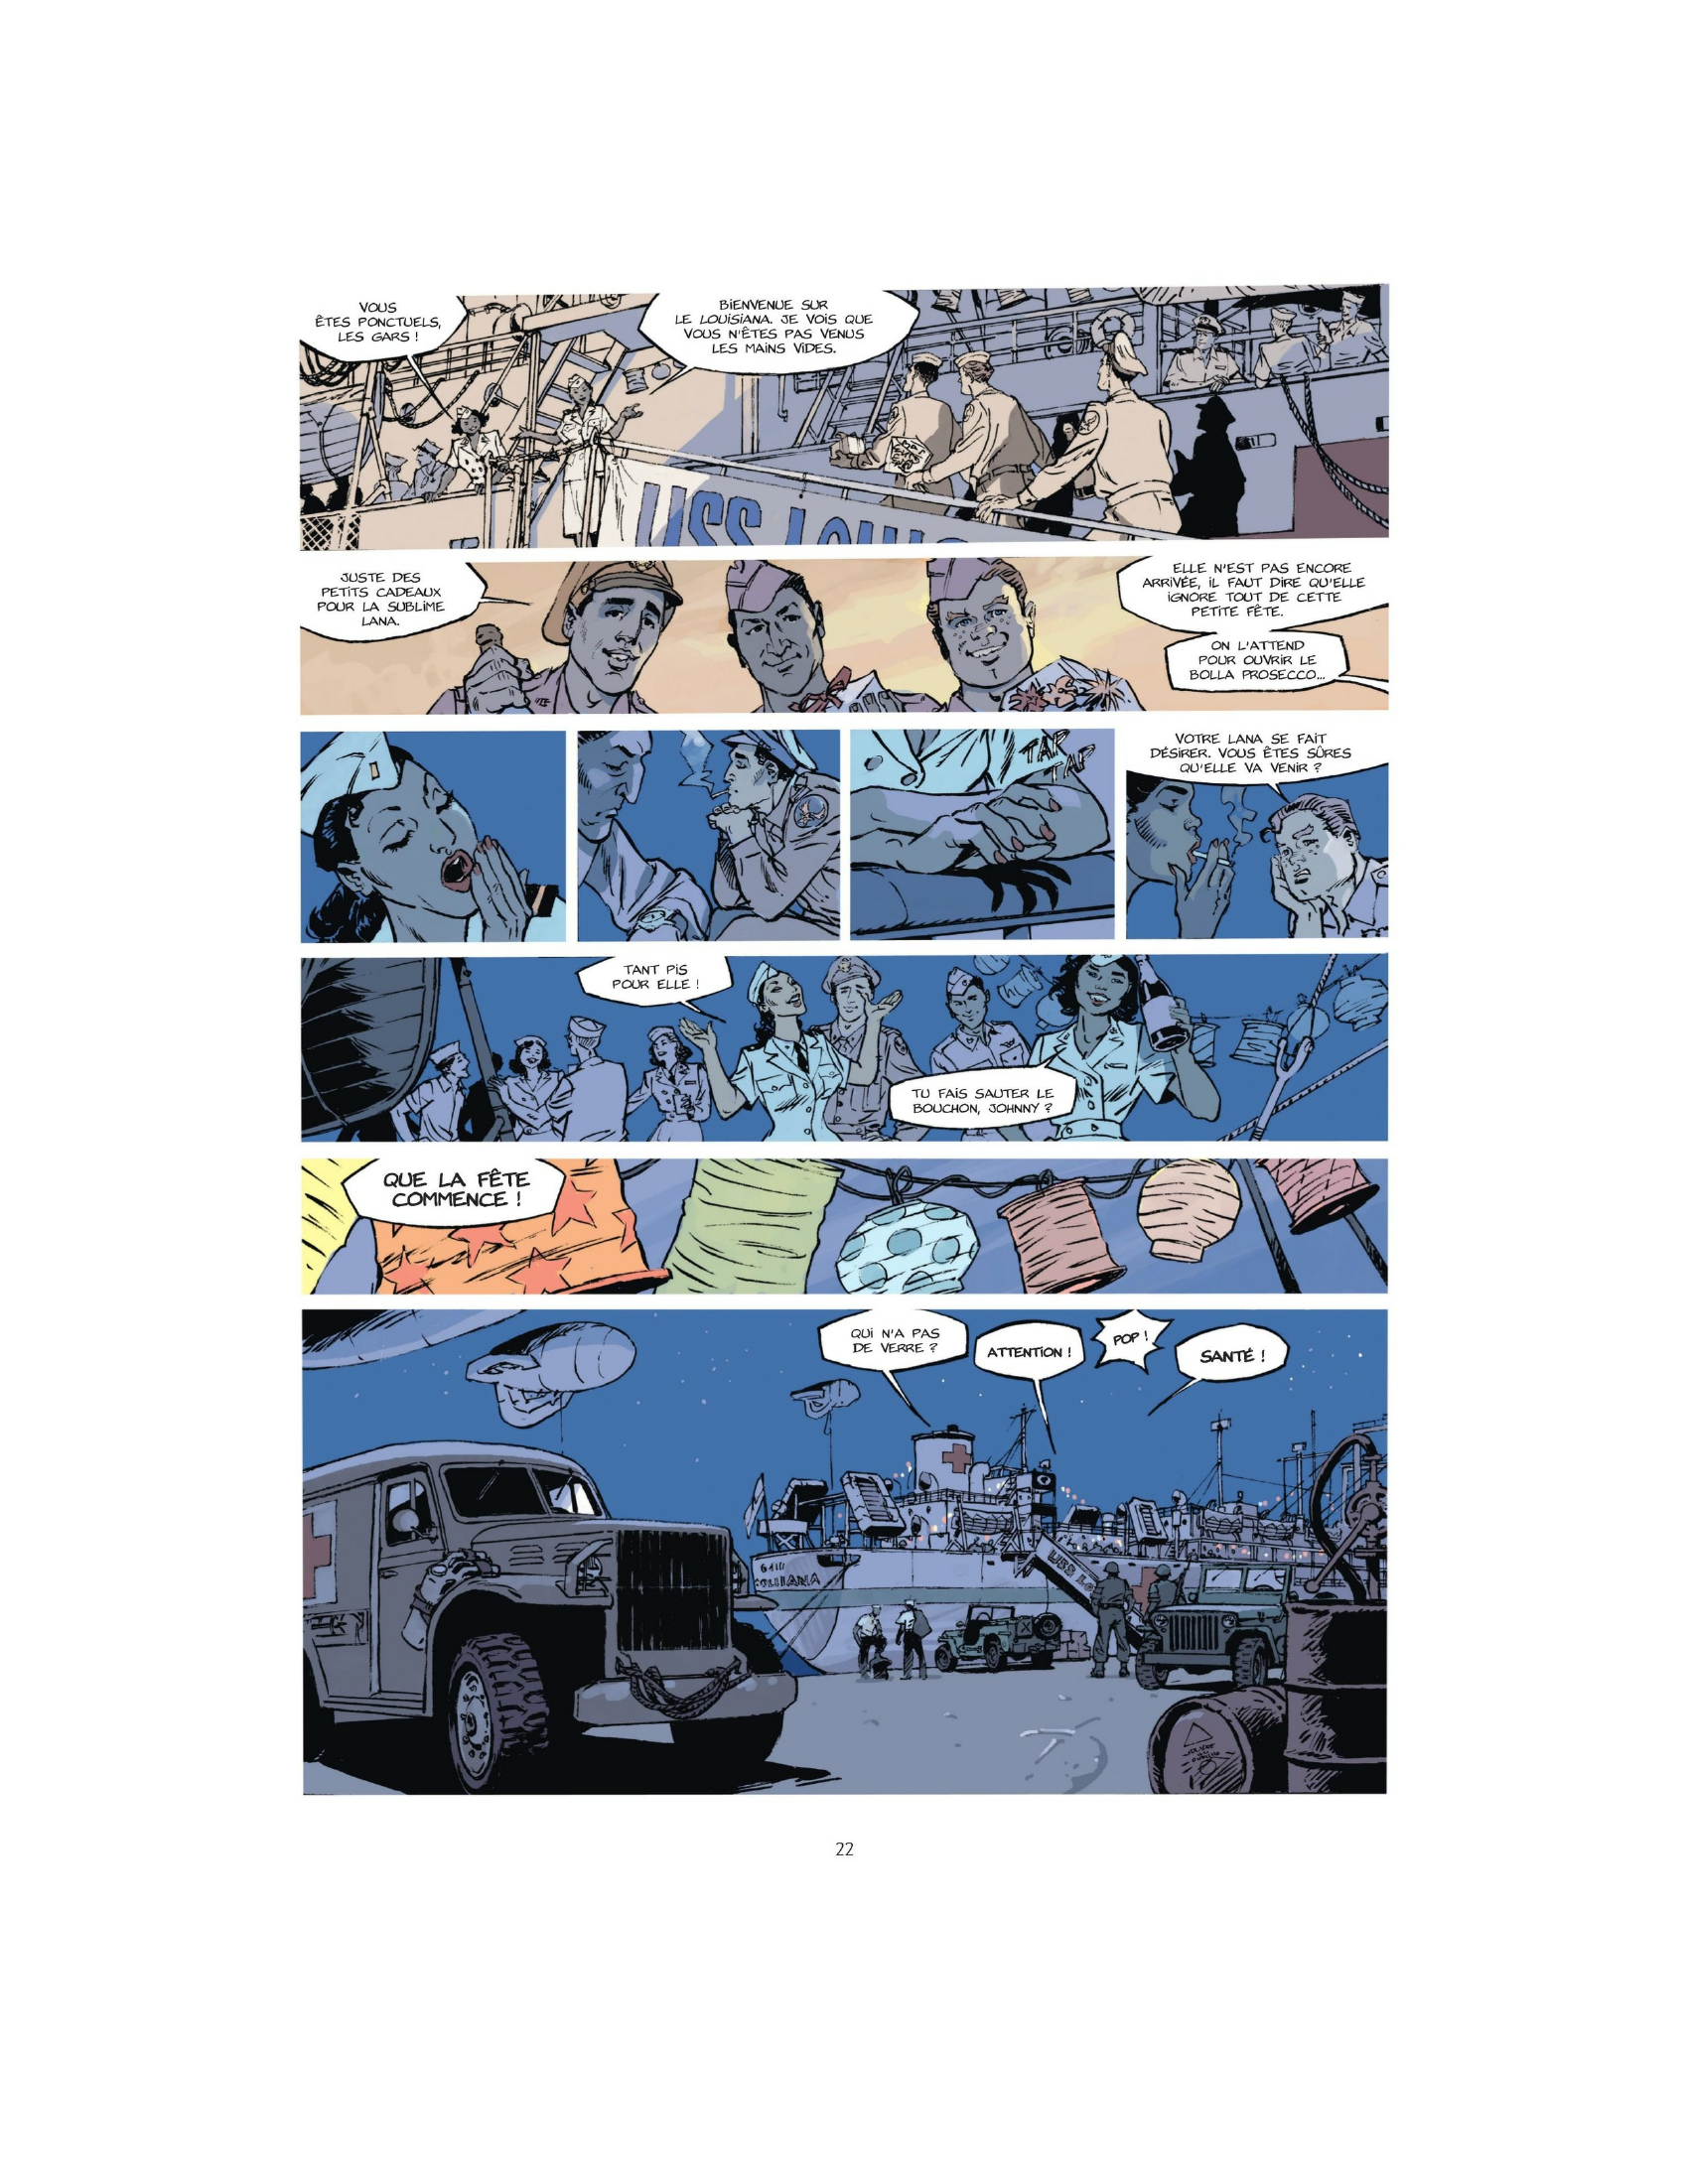 VOUS
ÊTES PONCTUELS,
LES GARS !
BIENVENUE SUR
LE LOUISIANA. JE VOIS QUE
VOUS N'ÊTES PAS VENUS
LES MAINS VIDES.
USS LOUIS
JUSTE DES
PETITS CADEAUX
POUR LA SUBLIME
LANA.
ELLE N'EST PAS ENCORE
ARRIVÉE, IL FAUT DIRE QU'ELLE
IGNORE TOUT DE CETTE
PETITE FÊTE.
ON L'ATTEND
POUR OUVRIR LE
BOLLA PROSECCO...
TAP
TAP
VOTRE LANA SE FAIT
DÉSIRER. VOUS ÊTES SÛRES
QU'ELLE VA VENIR ?
TANT PIS
POUR ELLE !
TU FAIS SAUTER LE
BOUCHON, JOHNNY ?
QUE LA FÊTE
COMMENCE !
QUI N'A PAS
DE VERRE ?
ATTENTION !
POP !
SANTÉ !
USS LO
22